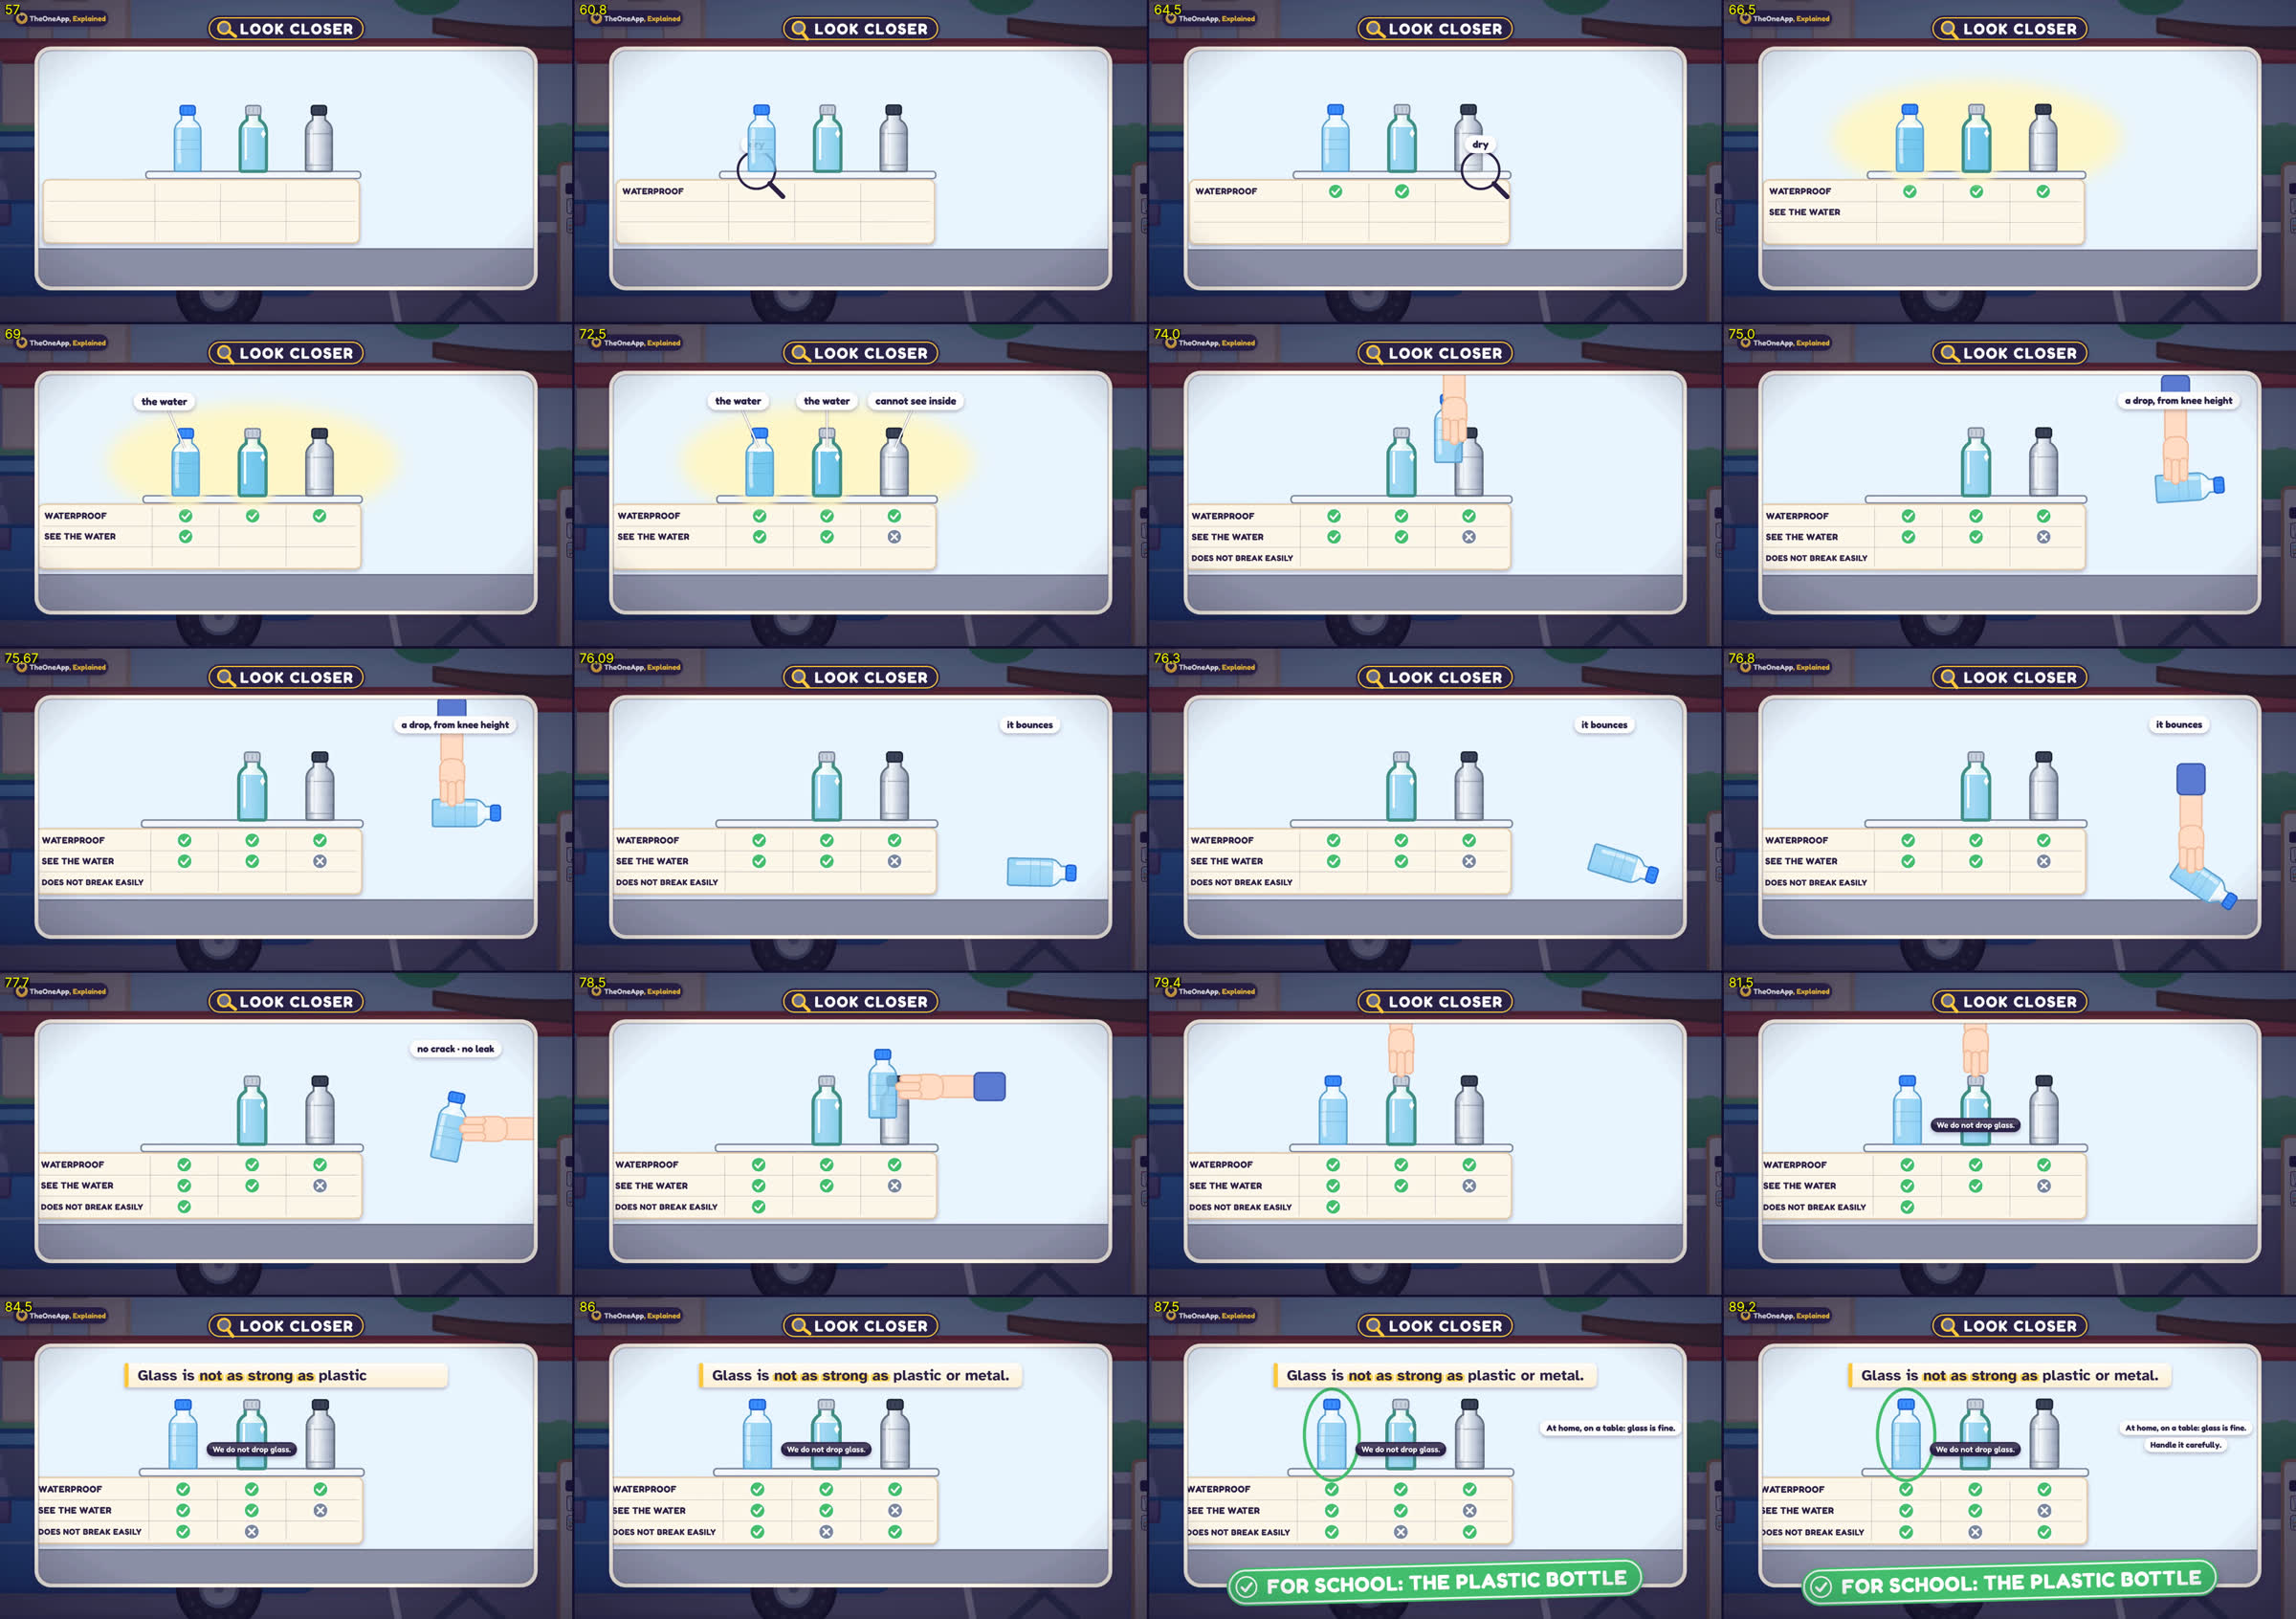 57
TheOneApp, Explained
LOOK CLOSER
60.8
TheOneApp, Explained
LOOK CLOSER
WATERPROOF
64.5
TheOneApp, Explained
LOOK CLOSER
dry
WATERPROOF
66.5
TheOneApp, Explained
LOOK CLOSER
WATERPROOF
SEE THE WATER
69
TheOneApp, Explained
LOOK CLOSER
the water
WATERPROOF
SEE THE WATER
72.5
TheOneApp, Explained
LOOK CLOSER
the water
the water
cannot see inside
WATERPROOF
SEE THE WATER
74.0
TheOneApp, Explained
LOOK CLOSER
WATERPROOF
SEE THE WATER
DOES NOT BREAK EASILY
75.0
TheOneApp, Explained
LOOK CLOSER
a drop, from knee height
WATERPROOF
SEE THE WATER
DOES NOT BREAK EASILY
75.67
TheOneApp, Explained
LOOK CLOSER
a drop, from knee height
WATERPROOF
SEE THE WATER
DOES NOT BREAK EASILY
76.09
TheOneApp, Explained
LOOK CLOSER
it bounces
WATERPROOF
SEE THE WATER
DOES NOT BREAK EASILY
76.3
TheOneApp, Explained
LOOK CLOSER
it bounces
WATERPROOF
SEE THE WATER
DOES NOT BREAK EASILY
76.8
TheOneApp, Explained
LOOK CLOSER
it bounces
WATERPROOF
SEE THE WATER
DOES NOT BREAK EASILY
77.7
TheOneApp, Explained
LOOK CLOSER
no crack · no leak
WATERPROOF
SEE THE WATER
DOES NOT BREAK EASILY
78.5
TheOneApp, Explained
LOOK CLOSER
WATERPROOF
SEE THE WATER
DOES NOT BREAK EASILY
79.4
TheOneApp, Explained
LOOK CLOSER
WATERPROOF
SEE THE WATER
DOES NOT BREAK EASILY
81.5
TheOneApp, Explained
LOOK CLOSER
We do not drop glass.
WATERPROOF
SEE THE WATER
DOES NOT BREAK EASILY
84.5
TheOneApp, Explained
LOOK CLOSER
Glass is not as strong as plastic
We do not drop glass.
WATERPROOF
SEE THE WATER
DOES NOT BREAK EASILY
86
TheOneApp, Explained
LOOK CLOSER
Glass is not as strong as plastic or metal.
We do not drop glass.
WATERPROOF
SEE THE WATER
DOES NOT BREAK EASILY
87.5
TheOneApp, Explained
LOOK CLOSER
Glass is not as strong as plastic or metal.
At home, on a table: glass is fine.
We do not drop glass.
WATERPROOF
SEE THE WATER
DOES NOT BREAK EASILY
FOR SCHOOL: THE PLASTIC BOTTLE
89.2
TheOneApp, Explained
LOOK CLOSER
Glass is not as strong as plastic or metal.
At home, on a table: glass is fine.
Handle it carefully.
We do not drop glass.
WATERPROOF
SEE THE WATER
DOES NOT BREAK EASILY
FOR SCHOOL: THE PLASTIC BOTTLE